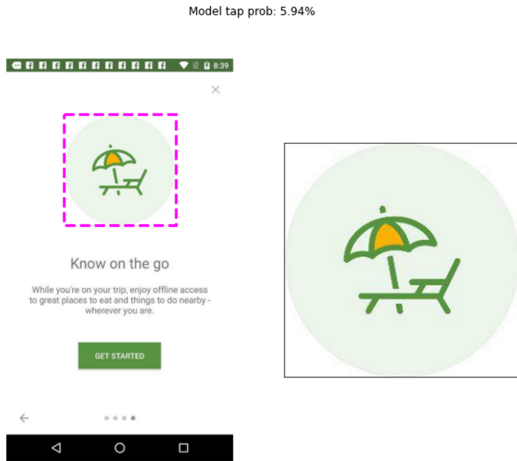 Model tap prob: 5.94%
8:39
Know on the go
While you're on your trip, enjoy offline access
to great places to eat and things to do nearby -
wherever you are.
GET STARTED